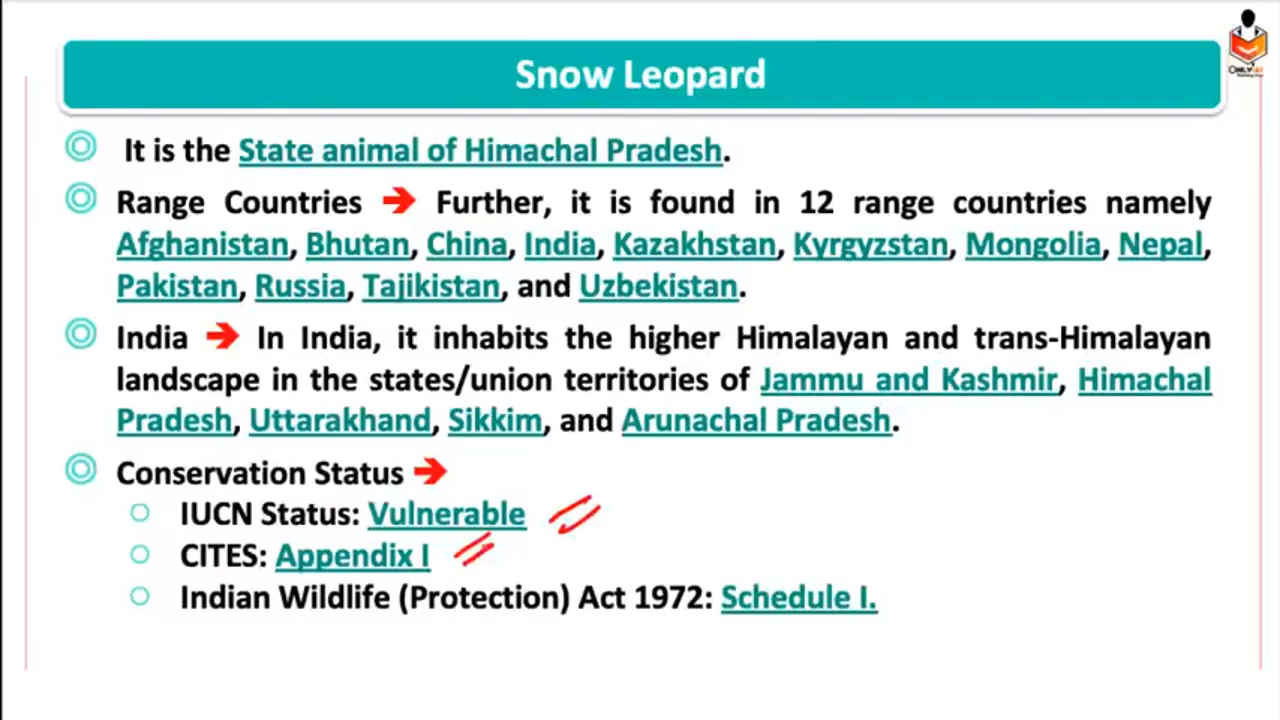 Snow Leopard
It is the State animal of Himachal Pradesh.
Range Countries ➔ Further, it is found in 12 range countries namely
Afghanistan, Bhutan, China, India, Kazakhstan, Kyrgyzstan, Mongolia, Nepal,
Pakistan, Russia, Tajikistan, and Uzbekistan.
India ➔ In India, it inhabits the higher Himalayan and trans-Himalayan
landscape in the states/union territories of Jammu and Kashmir, Himachal
Pradesh, Uttarakhand, Sikkim, and Arunachal Pradesh.
Conservation Status ➔
IUCN Status: Vulnerable
CITES: Appendix I
Indian Wildlife (Protection) Act 1972: Schedule I.